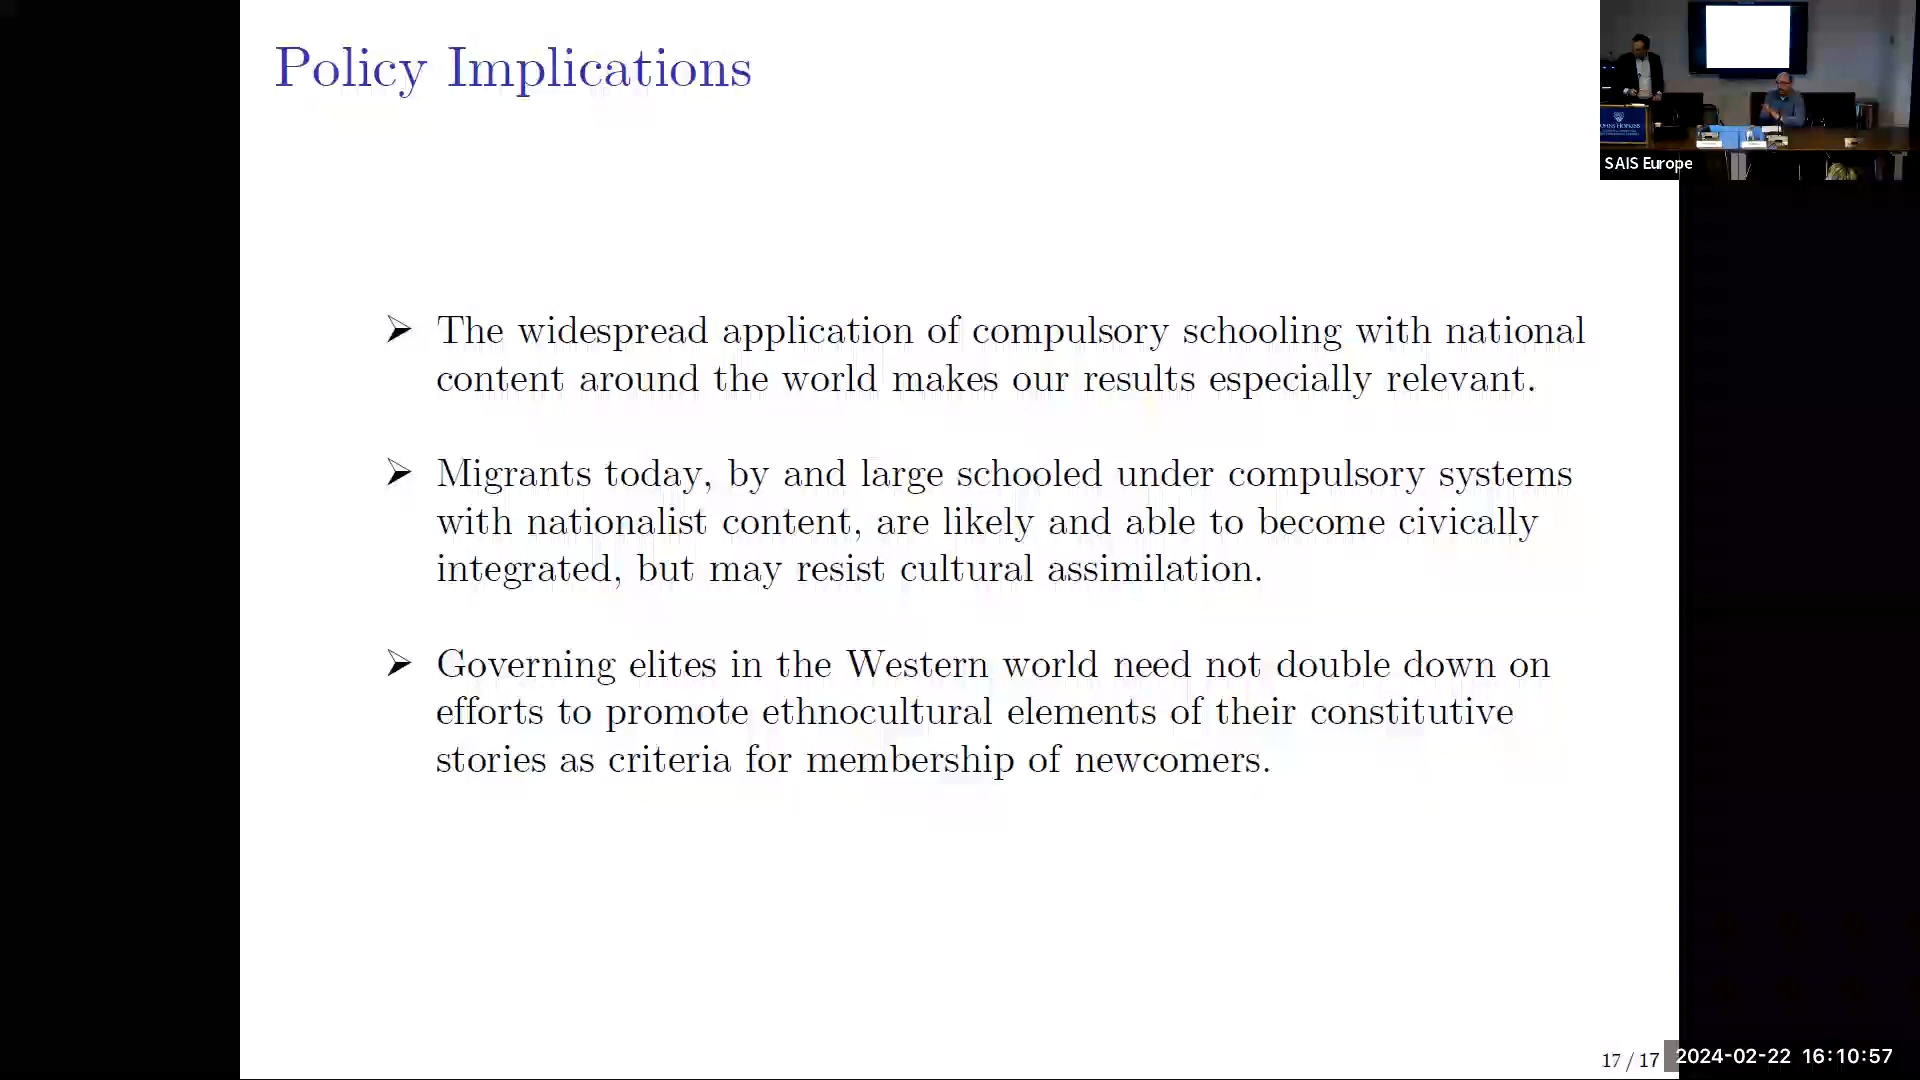 Policy Implications
JOHNS HOPKINS
SAIS Europe
➢ The widespread application of compulsory schooling with national
content around the world makes our results especially relevant.
➢ Migrants today, by and large schooled under compulsory systems
with nationalist content, are likely and able to become civically
integrated, but may resist cultural assimilation.
➢ Governing elites in the Western world need not double down on
efforts to promote ethnocultural elements of their constitutive
stories as criteria for membership of newcomers.
17 / 17
2024-02-22 16:10:57